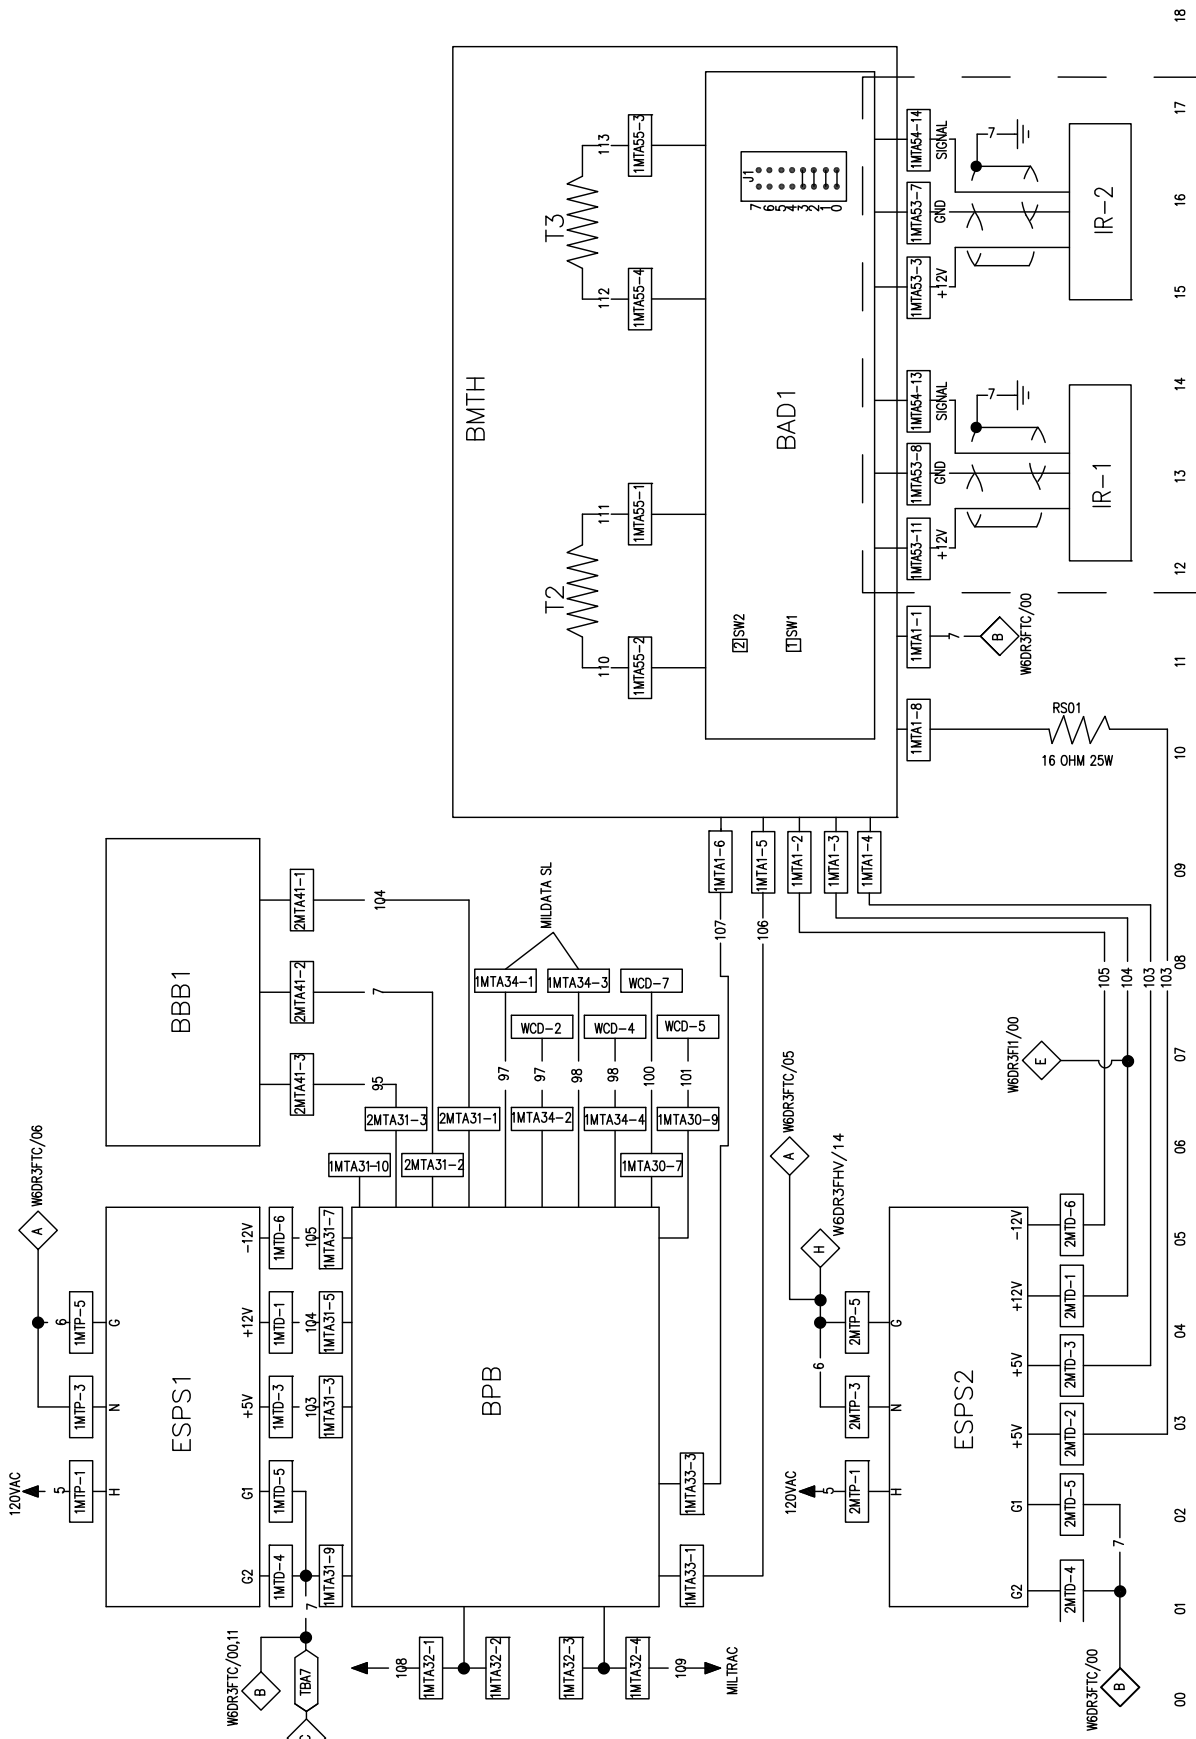 18
17
16
15
14
13
12
11
10
09
08
07
06
05
04
03
02
01
00
BMTH
T3
113
1MTA55-3
112
1MTA55-4
T2
111
1MTA55-1
110
1MTA55-2
BAD1
J1
7
6
5
4
3
2
1
0
2 SW2
1 SW1
1MTA54-14
SIGNAL
1MTA53-7
GND
1MTA53-3
+12V
7
IR-2
1MTA54-13
SIGNAL
1MTA53-8
GND
1MTA53-11
+12V
7
IR-1
1MTA1-1
7
B
W6DR3FTC/00
1MTA1-8
RS01
16 OHM 25W
1MTA1-6
1MTA1-5
1MTA1-2
1MTA1-3
1MTA1-4
107
106
105
104
103
103
BBB1
2MTA41-1
2MTA41-2
2MTA41-3
104
7
95
MILDATA SL
1MTA34-1
1MTA34-3
WCD-7
WCD-2
WCD-4
WCD-5
97
97
98
98
100
101
2MTA31-3
2MTA31-1
1MTA34-2
1MTA34-4
1MTA30-9
1MTA31-10
2MTA31-2
1MTA30-7
W6DR3FTC/06
A
ESPS1
1MTP-5
6
G
1MTP-3
N
1MTP-1
5
H
120VAC
-12V
+12V
+5V
G1
G2
1MTD-6
1MTD-1
1MTD-3
1MTD-5
1MTD-4
105
104
103
1MTA31-7
1MTA31-5
1MTA31-3
1MTA31-9
7
BPB
1MTA33-3
1MTA33-1
W6DR3FTC/00,11
B
TBA7
C
108
1MTA32-1
1MTA32-2
1MTA32-3
1MTA32-4
109
MILTRAC
W6DR3FTC/05
A
H
W6DR3FHV/14
W6DR3FI1/00
E
2MTP-5
G
6
2MTP-3
N
120VAC
5
2MTP-1
H
ESPS2
-12V
+12V
+5V
+5V
G1
G2
2MTD-6
2MTD-1
2MTD-3
2MTD-2
2MTD-5
2MTD-4
7
B
W6DR3FTC/00